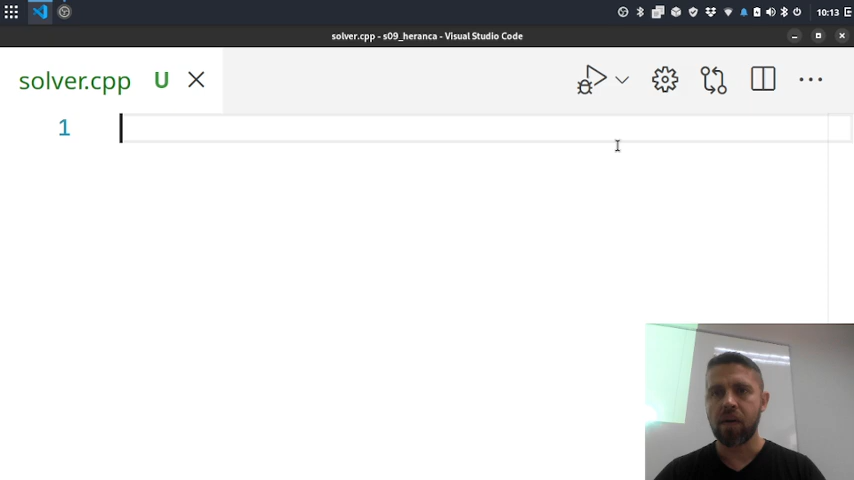 10:13
solver.cpp - s09_heranca - Visual Studio Code
solver.cpp U
1